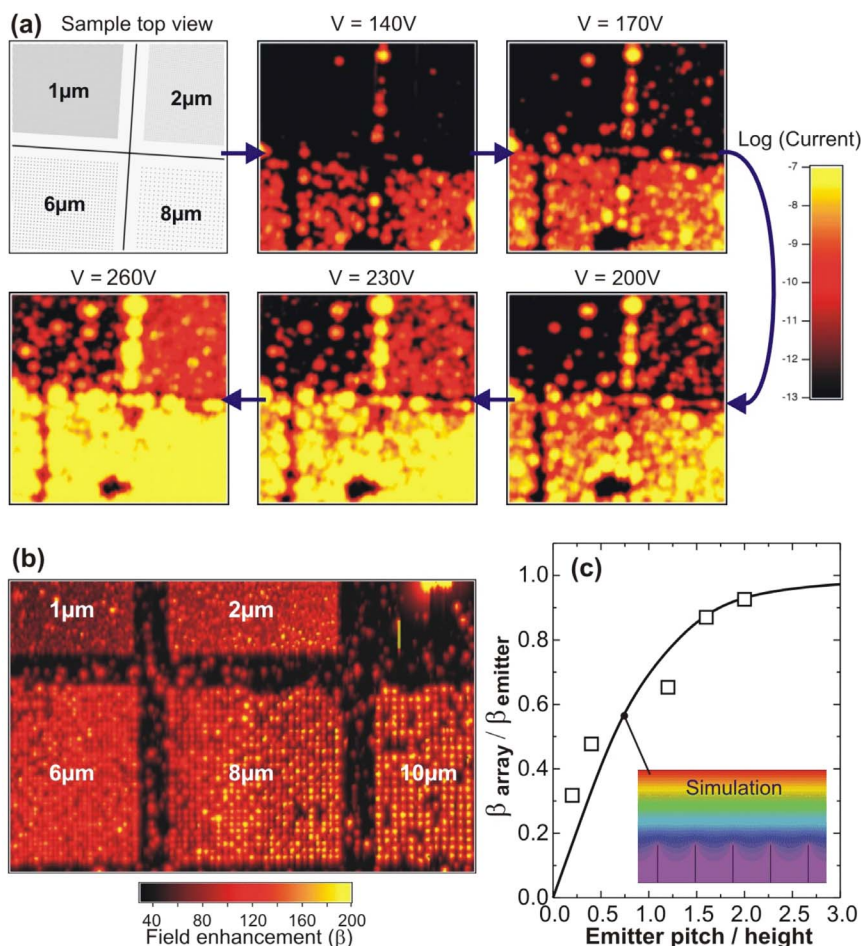 (a)
Sample top view
V = 140V
V = 170V
1µm
2µm
6µm
8µm
Log (Current)
-7
-8
-9
-10
-11
-12
-13
V = 260V
V = 230V
V = 200V
(b)
1µm
2µm
6µm
8µm
10µm
40 80 120 160 200
Field enhancement (β)
(c)
β array / β emitter
1.0
0.8
0.6
0.4
0.2
0.0
Simulation
0.0 0.5 1.0 1.5 2.0 2.5 3.0
Emitter pitch / height